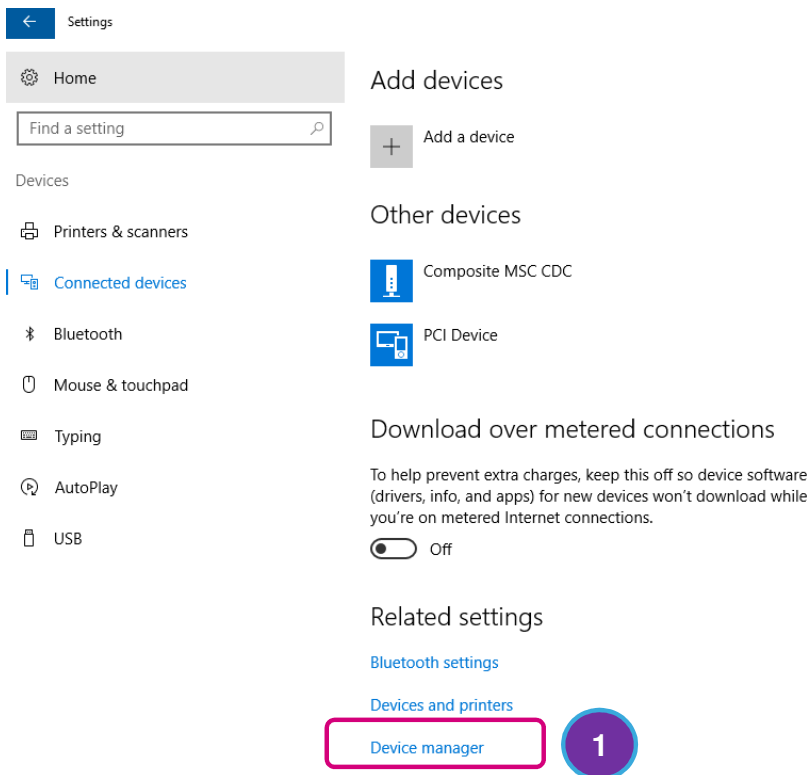 Settings
Home
Find a setting
Devices
Printers & scanners
Connected devices
Bluetooth
Mouse & touchpad
Typing
AutoPlay
USB
Add devices
Add a device
Other devices
Composite MSC CDC
PCI Device
Download over metered connections
To help prevent extra charges, keep this off so device software
(drivers, info, and apps) for new devices won't download while
you're on metered Internet connections.
Off
Related settings
Bluetooth settings
Devices and printers
Device manager
1